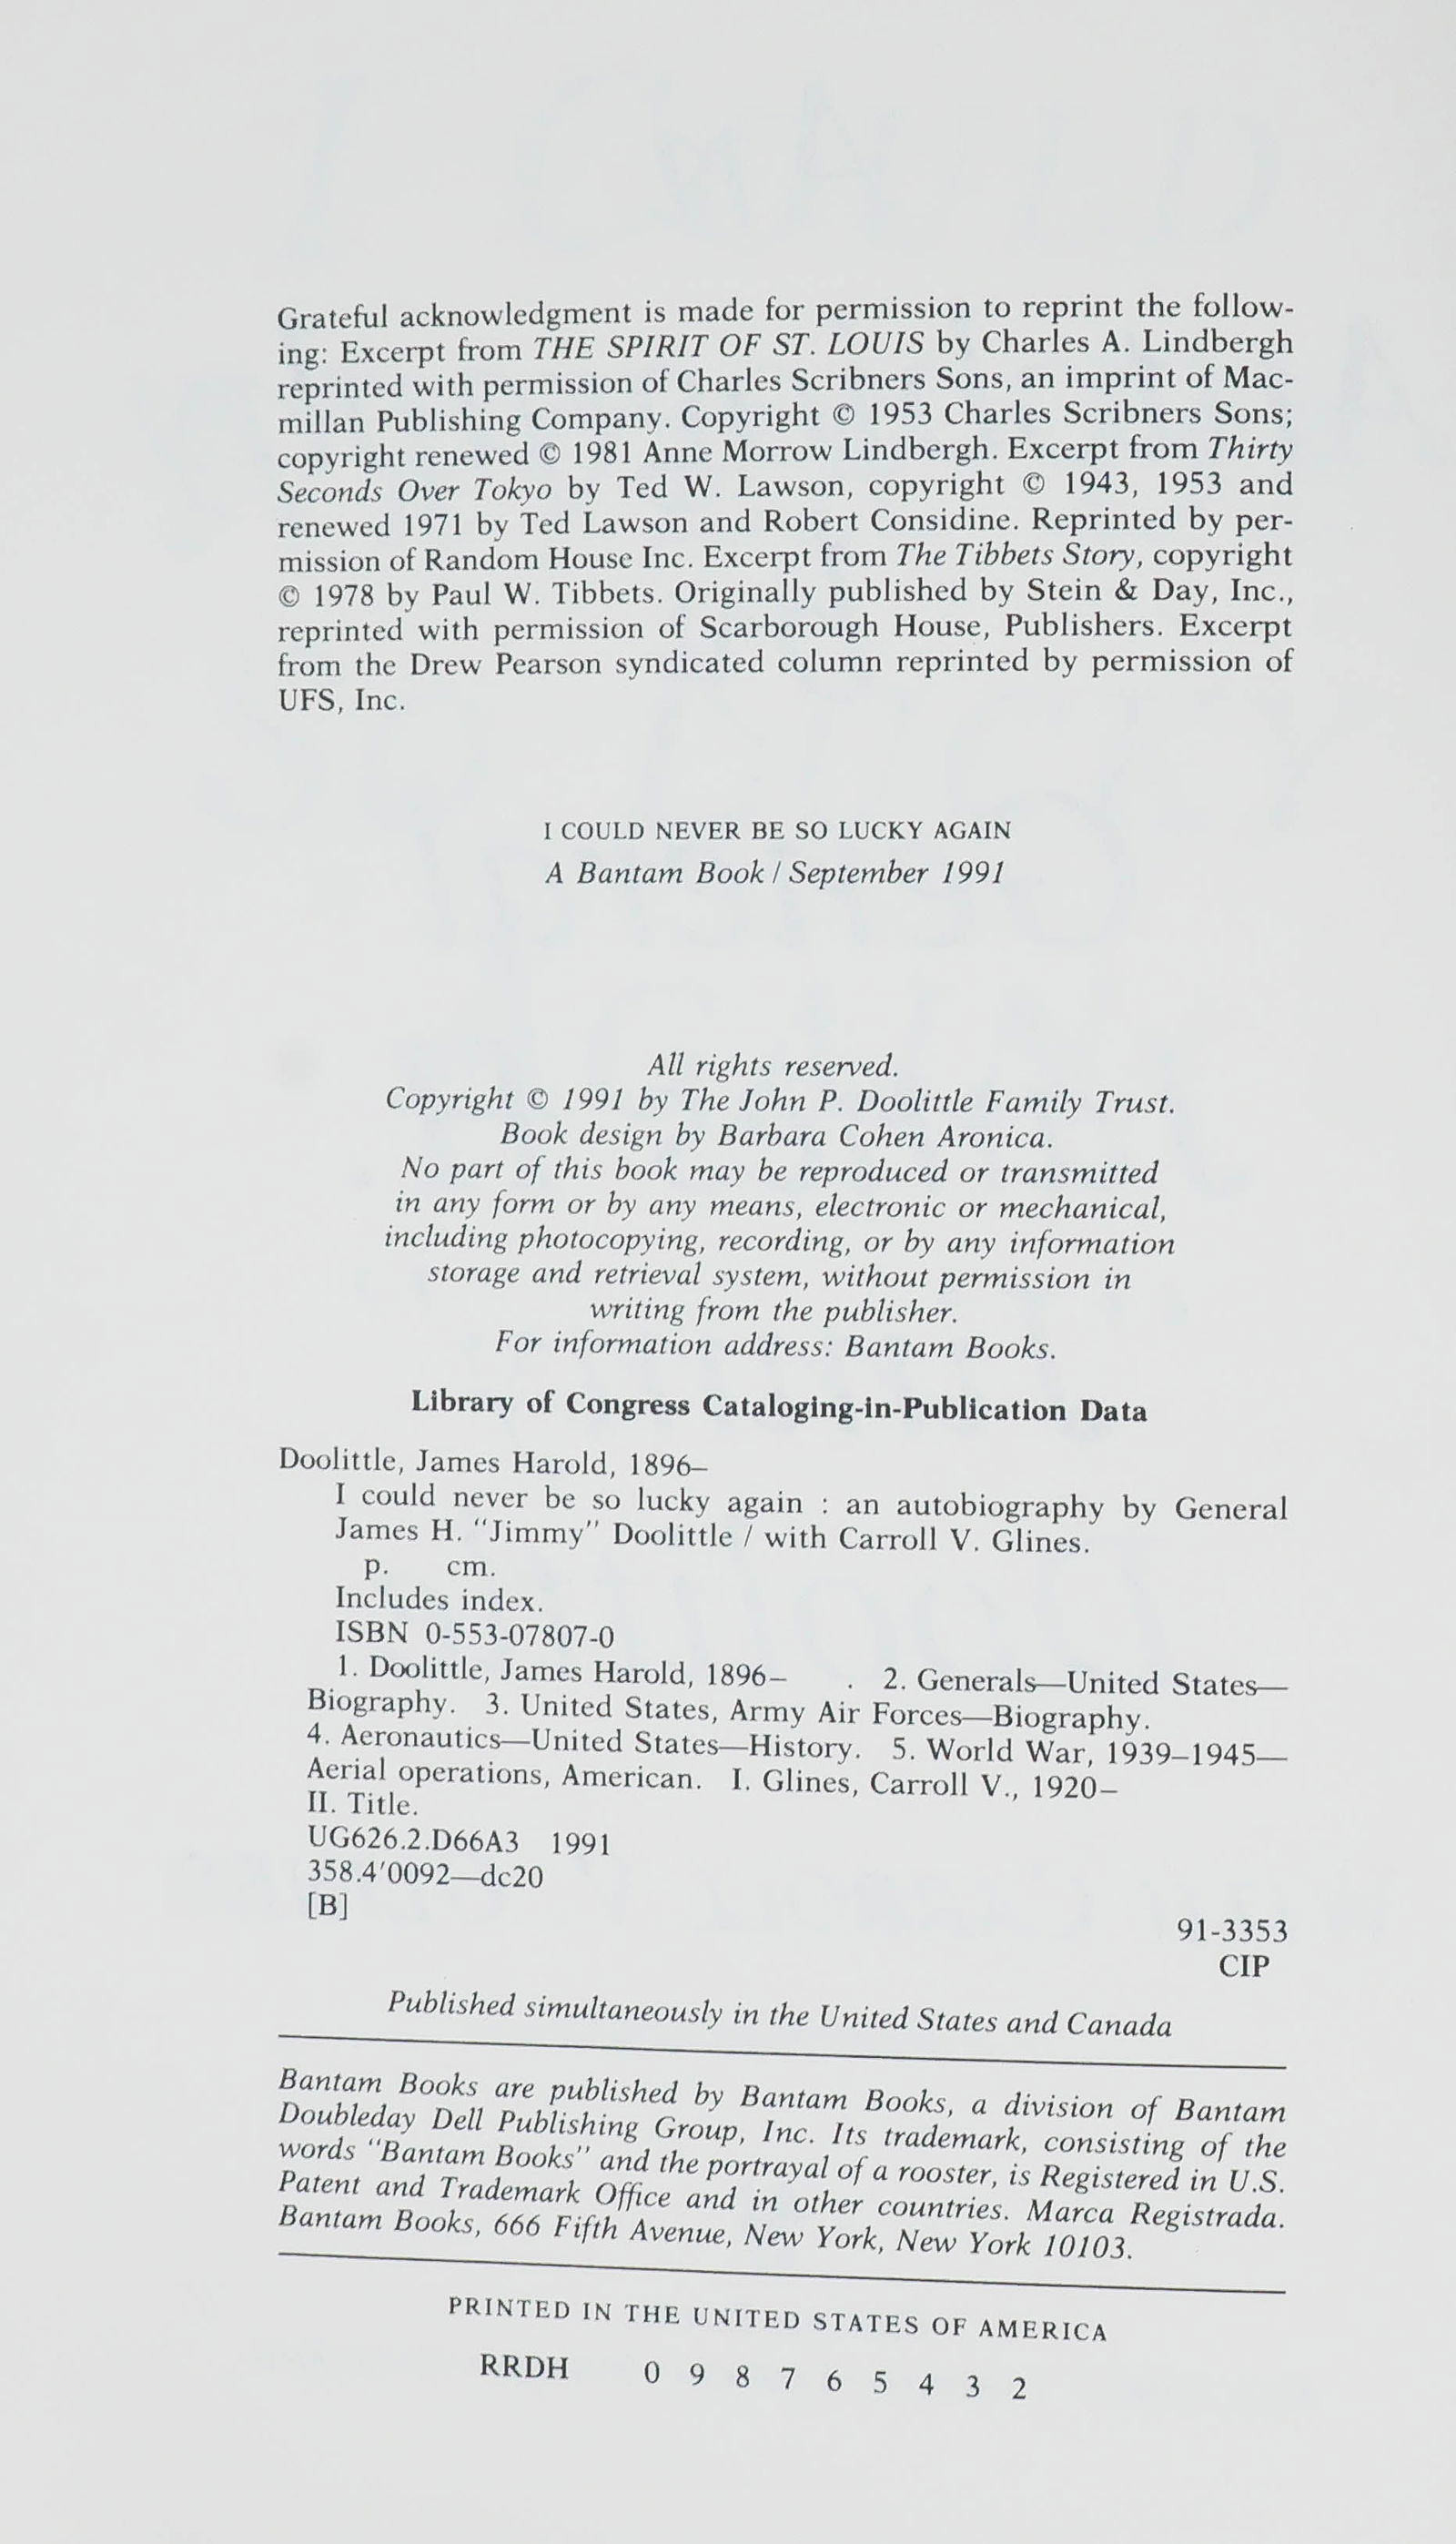 Grateful acknowledgment is made for permission to reprint the follow-
ing: Excerpt from THE SPIRIT OF ST. LOUIS by Charles A. Lindbergh
reprinted with permission of Charles Scribners Sons, an imprint of Mac-
millan Publishing Company. Copyright © 1953 Charles Scribners Sons;
copyright renewed © 1981 Anne Morrow Lindbergh. Excerpt from Thirty
Seconds Over Tokyo by Ted W. Lawson, copyright © 1943, 1953 and
renewed 1971 by Ted Lawson and Robert Considine. Reprinted by per-
mission of Random House Inc. Excerpt from The Tibbets Story, copyright
© 1978 by Paul W. Tibbets. Originally published by Stein & Day, Inc.,
reprinted with permission of Scarborough House, Publishers. Excerpt
from the Drew Pearson syndicated column reprinted by permission of
UFS, Inc.
I COULD NEVER BE SO LUCKY AGAIN
A Bantam Book / September 1991
All rights reserved.
Copyright © 1991 by The John P. Doolittle Family Trust.
Book design by Barbara Cohen Aronica.
No part of this book may be reproduced or transmitted
in any form or by any means, electronic or mechanical,
including photocopying, recording, or by any information
storage and retrieval system, without permission in
writing from the publisher.
For information address: Bantam Books.
Library of Congress Cataloging-in-Publication Data
Doolittle, James Harold, 1896–
I could never be so lucky again : an autobiography by General
James H. “Jimmy” Doolittle / with Carroll V. Glines.
p. cm.
Includes index.
ISBN 0-553-07807-0
1. Doolittle, James Harold, 1896– . 2. Generals—United States—
Biography. 3. United States, Army Air Forces—Biography.
4. Aeronautics—United States—History. 5. World War, 1939–1945—
Aerial operations, American. I. Glines, Carroll V., 1920–
II. Title.
UG626.2.D66A3 1991
358.4′0092—dc20
[B]
91-3353
CIP
Published simultaneously in the United States and Canada
Bantam Books are published by Bantam Books, a division of Bantam
Doubleday Dell Publishing Group, Inc. Its trademark, consisting of the
words “Bantam Books” and the portrayal of a rooster, is Registered in U.S.
Patent and Trademark Office and in other countries. Marca Registrada.
Bantam Books, 666 Fifth Avenue, New York, New York 10103.
PRINTED IN THE UNITED STATES OF AMERICA
RRDH 0 9 8 7 6 5 4 3 2